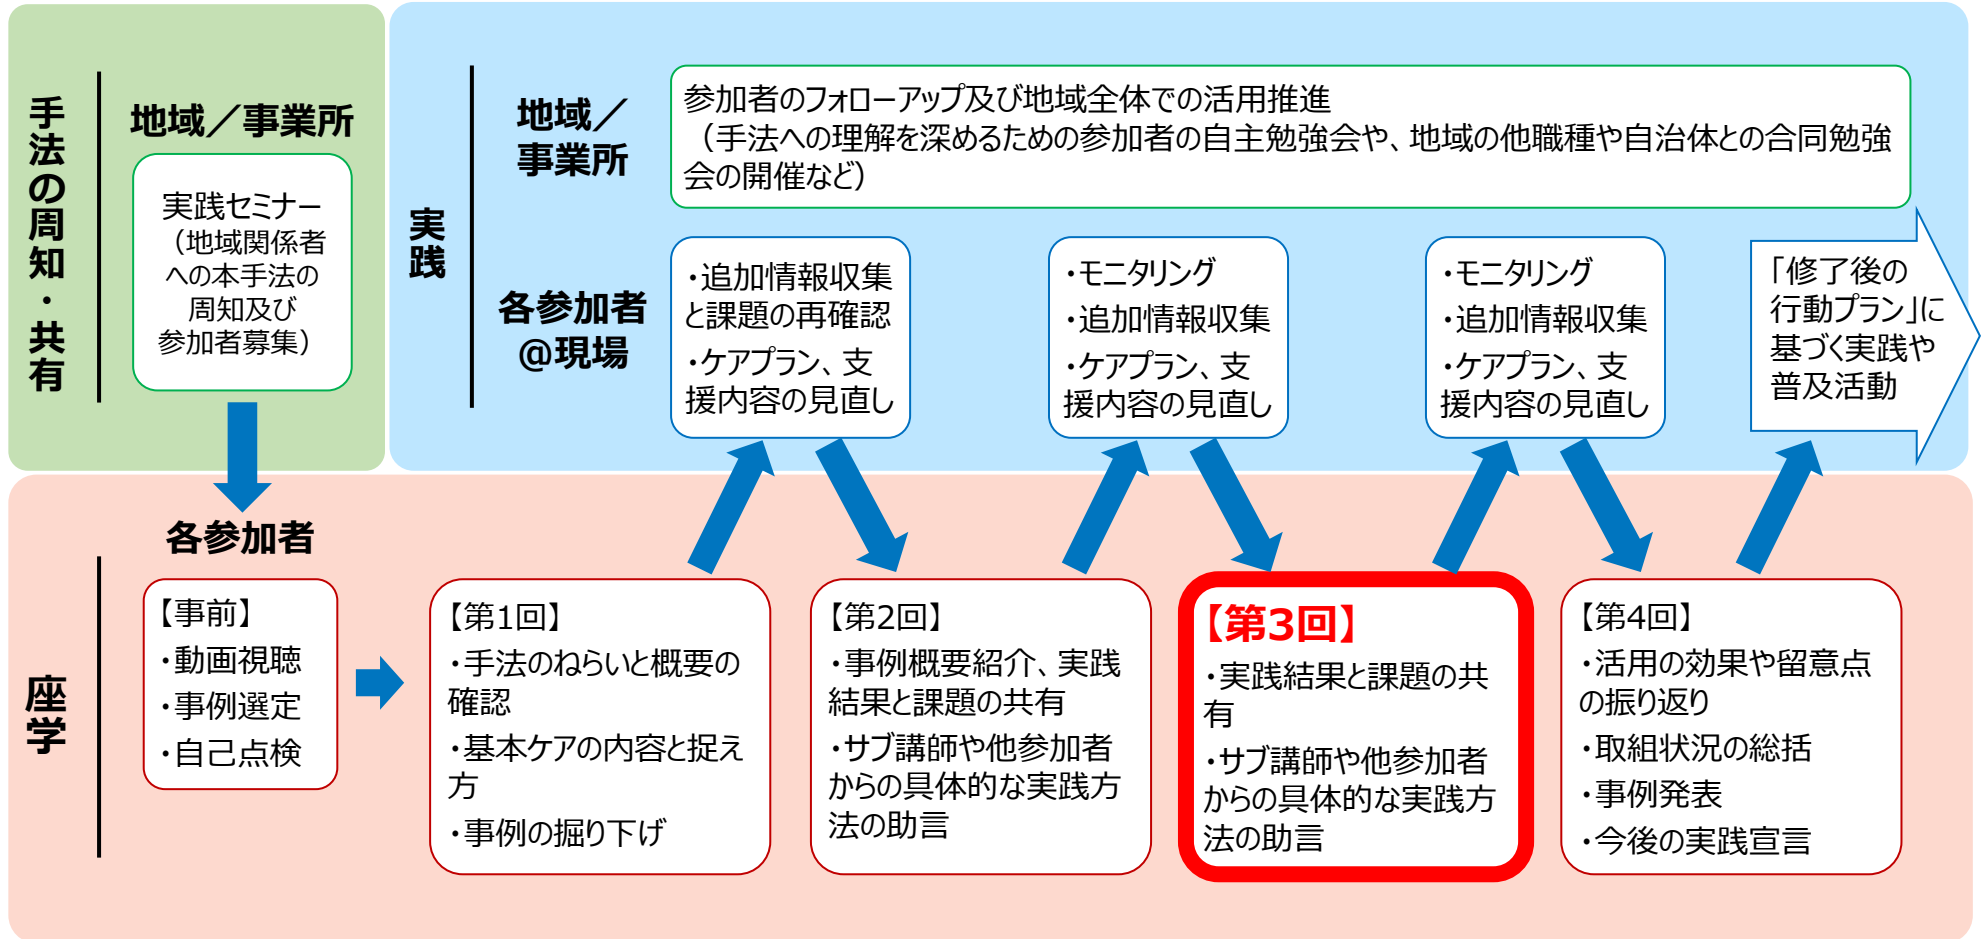 手法の周知・共有
地域／事業所
実践セミナー
（地域関係者
への本手法の
周知及び
参加者募集）
実践
地域／
事業所
参加者のフォローアップ及び地域全体での活用推進
（手法への理解を深めるための参加者の自主勉強会や、地域の他職種や自治体との合同勉強
会の開催など）
各参加者
@現場
・追加情報収集
と課題の再確認
・ケアプラン、支
援内容の見直し
・モニタリング
・追加情報収集
・ケアプラン、支
援内容の見直し
・モニタリング
・追加情報収集
・ケアプラン、支
援内容の見直し
「修了後の
行動プラン」に
基づく実践や
普及活動
座学
各参加者
【事前】
・動画視聴
・事例選定
・自己点検
【第1回】
・手法のねらいと概要の
確認
・基本ケアの内容と捉え
方
・事例の掘り下げ
【第2回】
・事例概要紹介、実践
結果と課題の共有
・サブ講師や他参加者
からの具体的な実践方
法の助言
【第3回】
・実践結果と課題の共
有
・サブ講師や他参加者
からの具体的な実践方
法の助言
【第4回】
・活用の効果や留意点
の振り返り
・取組状況の総括
・事例発表
・今後の実践宣言